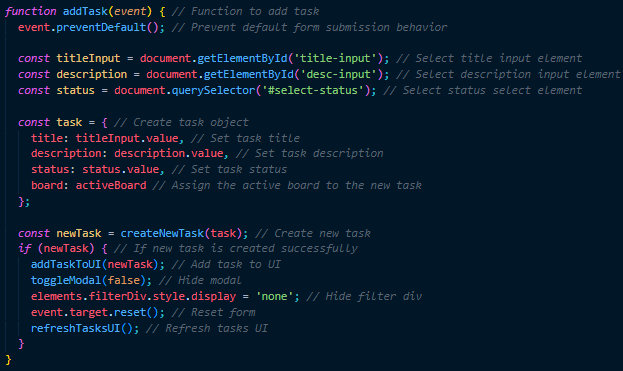 function addTask(event) { // Function to add task
  event.preventDefault(); // Prevent default form submission behavior

  const titleInput = document.getElementById('title-input'); // Select title input element
  const description = document.getElementById('desc-input'); // Select description input element
  const status = document.querySelector('#select-status'); // Select status select element

  const task = { // Create task object
    title: titleInput.value, // Set task title
    description: description.value, // Set task description
    status: status.value, // Set task status
    board: activeBoard // Assign the active board to the new task
  };

  const newTask = createNewTask(task); // Create new task
  if (newTask) { // If new task is created successfully
    addTaskToUI(newTask); // Add task to UI
    toggleModal(false); // Hide modal
    elements.filterDiv.style.display = 'none'; // Hide filter div
    event.target.reset(); // Reset form
    refreshTasksUI(); // Refresh tasks UI
  }
}